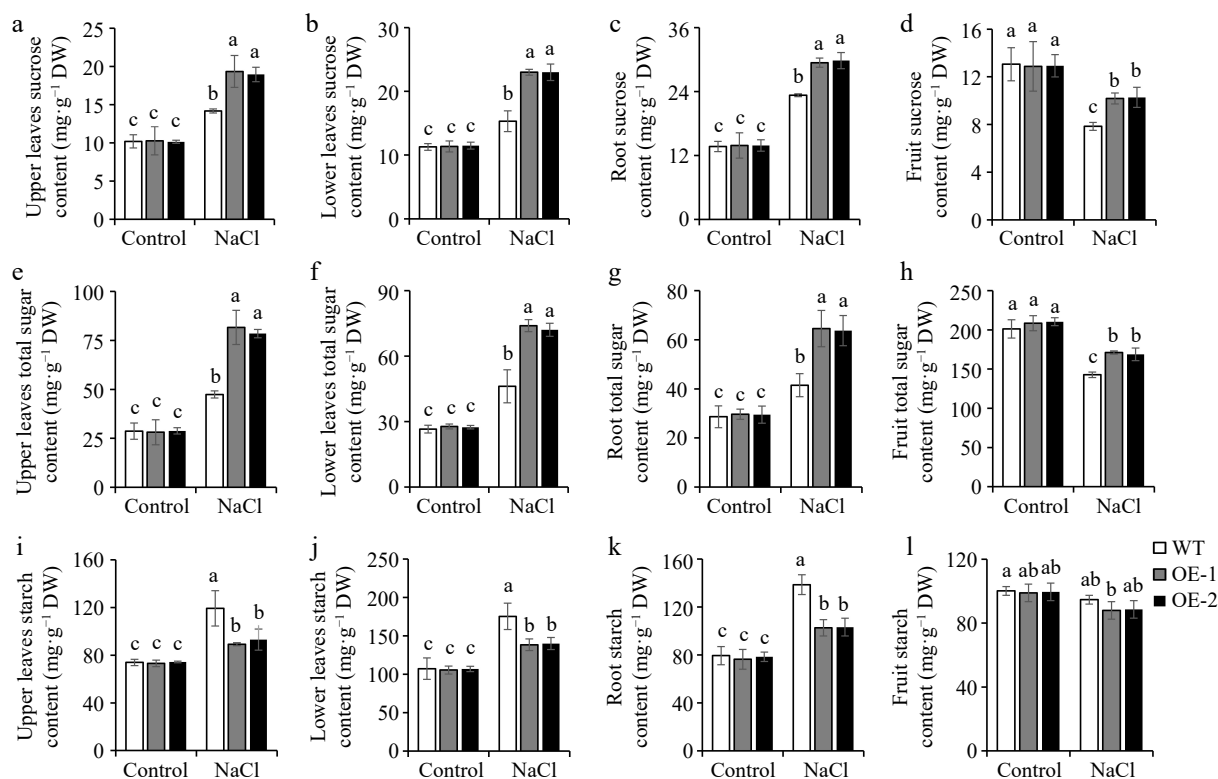 a
Upper leaves sucrose
content (mg·g⁻¹ DW)
25
20
15
10
5
0
c c c
b
a
a
Control NaCl
b
Lower leaves sucrose
content (mg·g⁻¹ DW)
30
20
10
0
c c c
b
a a
Control NaCl
c
Root sucrose
content (mg·g⁻¹ DW)
36
24
12
0
c c c
b
a a
Control NaCl
d
Fruit sucrose
content (mg·g⁻¹ DW)
16
12
8
4
0
a a a
c
b b
Control NaCl
e
Upper leaves total sugar
content (mg·g⁻¹ DW)
100
75
50
25
0
c c c
b
a
a
Control NaCl
f
Lower leaves total sugar
content (mg·g⁻¹ DW)
90
60
30
0
c c c
b
a a
Control NaCl
g
Root total sugar
content (mg·g⁻¹ DW)
80
60
40
20
0
c c c
b
a a
Control NaCl
h
Fruit total sugar
content (mg·g⁻¹ DW)
250
200
150
100
50
0
a a a
c
b b
Control NaCl
i
Upper leaves starch
content (mg·g⁻¹ DW)
160
120
80
40
0
c c c
a
b b
Control NaCl
j
Lower leaves starch
content (mg·g⁻¹ DW)
250
200
150
100
50
0
c c c
a
b b
Control NaCl
k
Root starch
content (mg·g⁻¹ DW)
160
120
80
40
0
c c c
a
b b
Control NaCl
l
Fruit starch
content (mg·g⁻¹ DW)
120
80
40
0
a ab ab
ab b ab
Control NaCl
WT
OE-1
OE-2